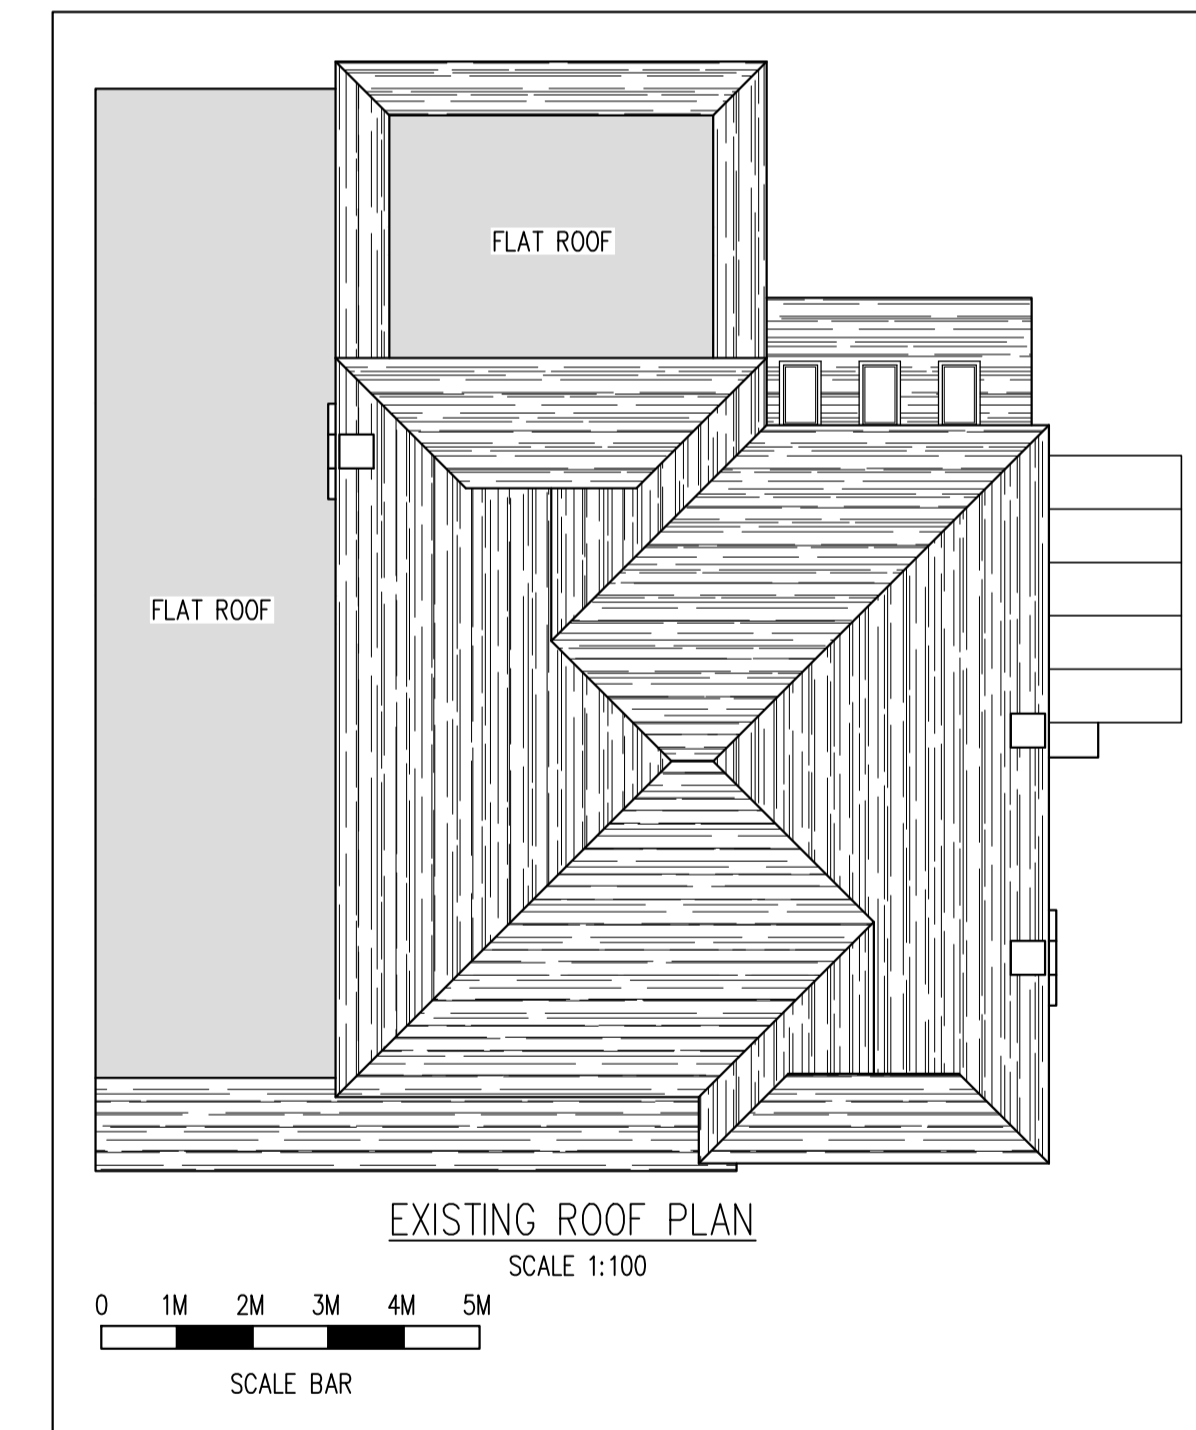 FLAT ROOF
FLAT ROOF
EXISTING ROOF PLAN
SCALE 1:100
0 1M 2M 3M 4M 5M
SCALE BAR